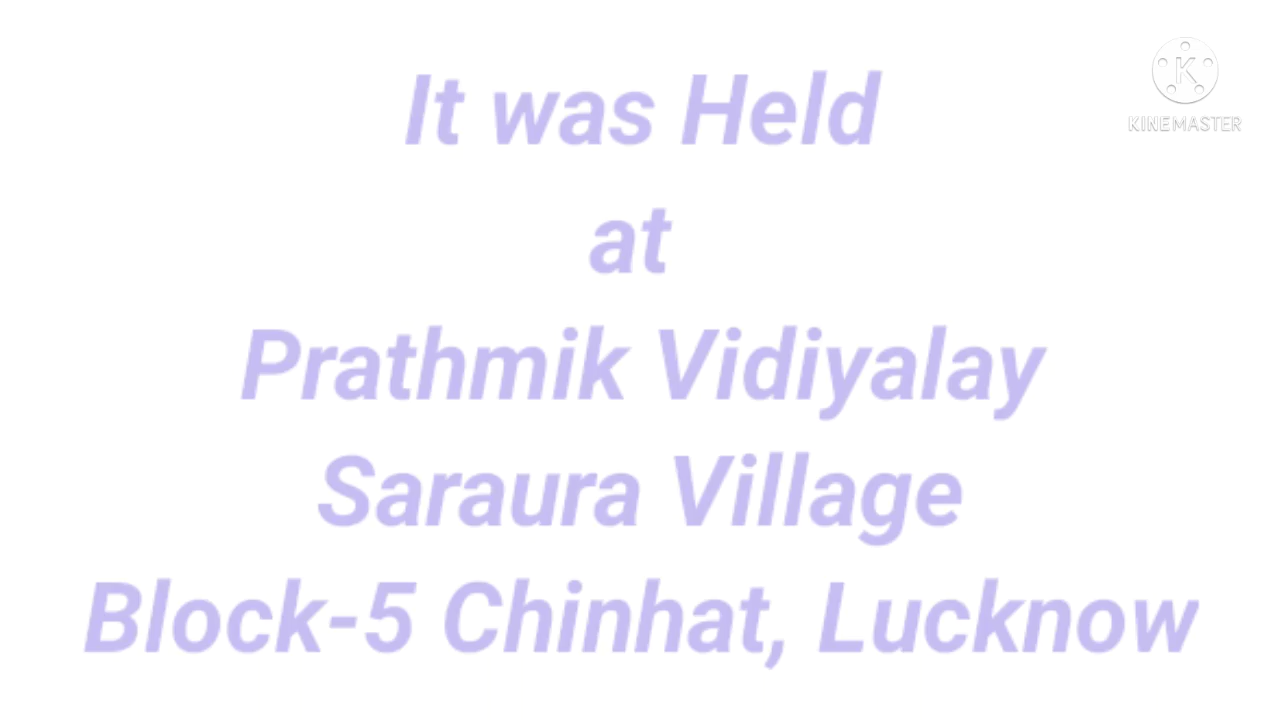 It was Held
at
Prathmik Vidiyalay
Saraura Village
Block-5 Chinhat, Lucknow
K
KINEMASTER